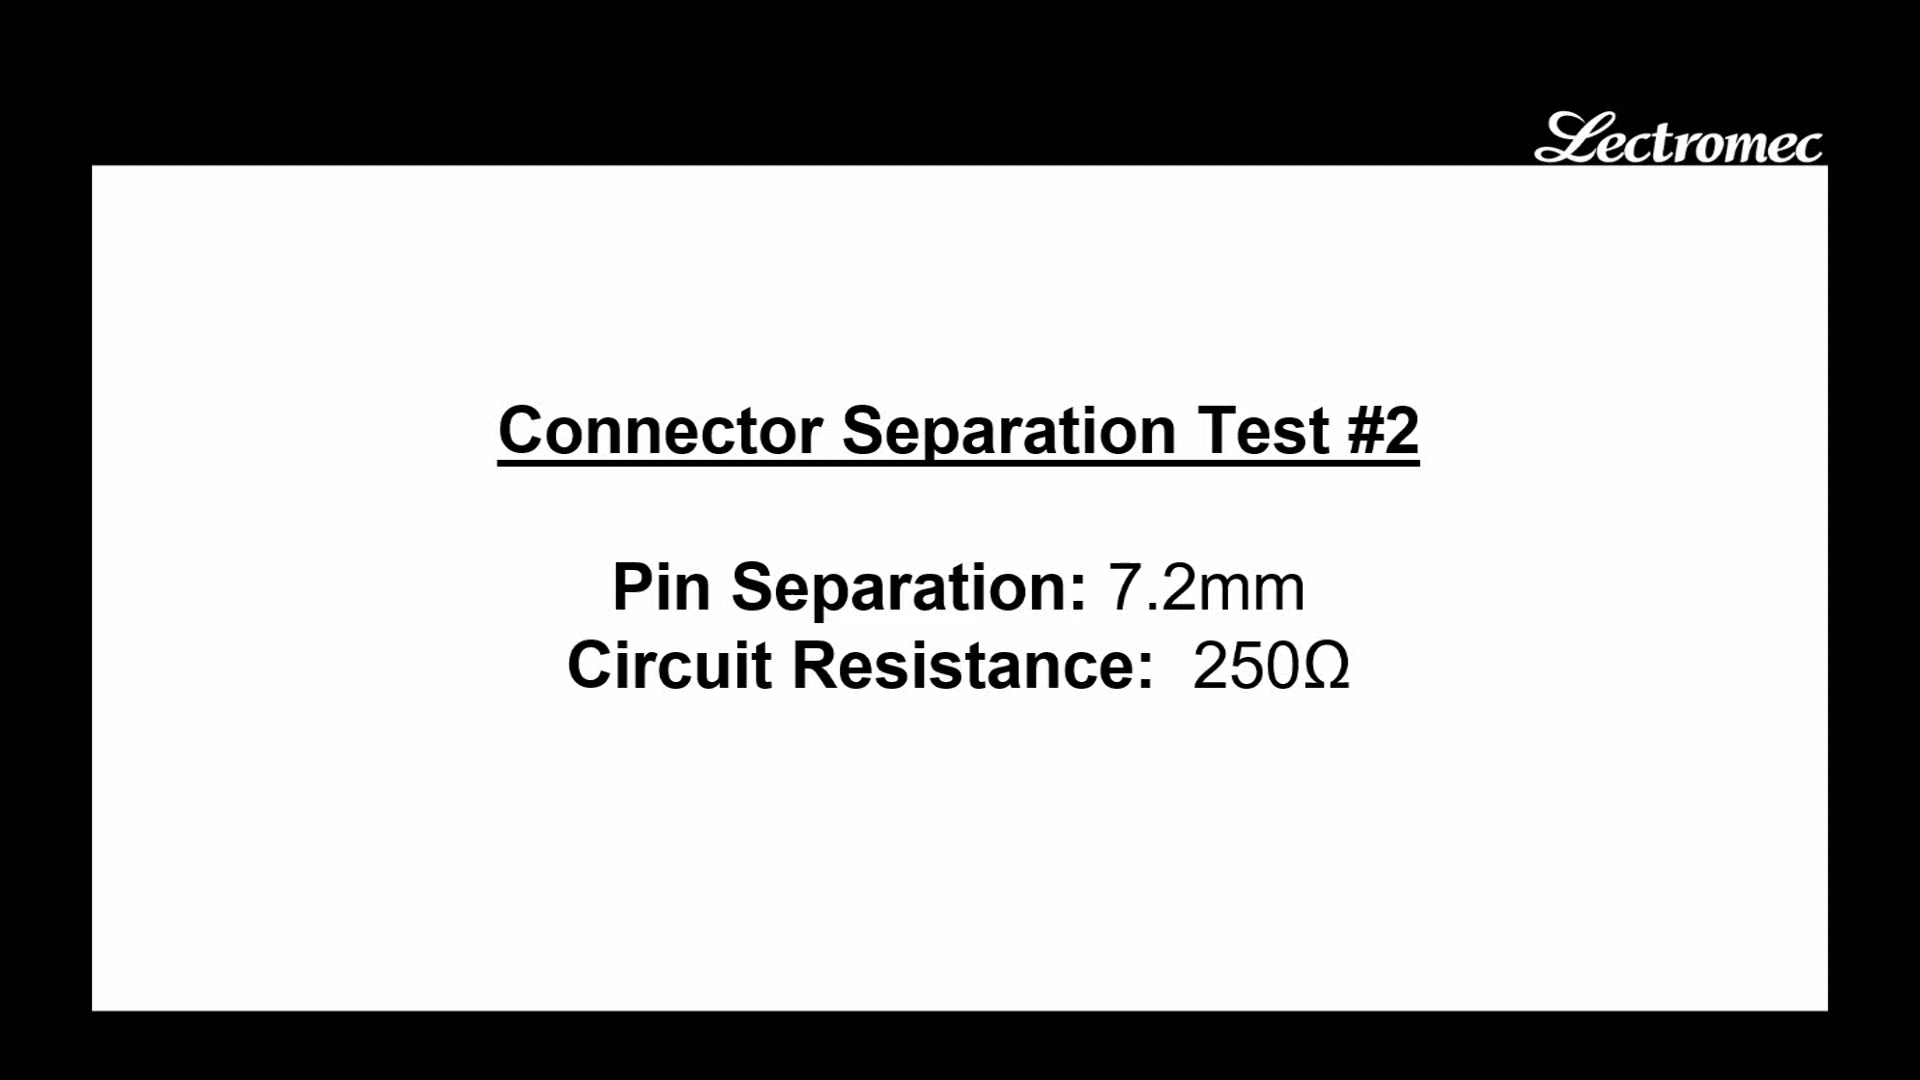 Lectromec
Connector Separation Test #2
Pin Separation: 7.2mm
Circuit Resistance: 250Ω